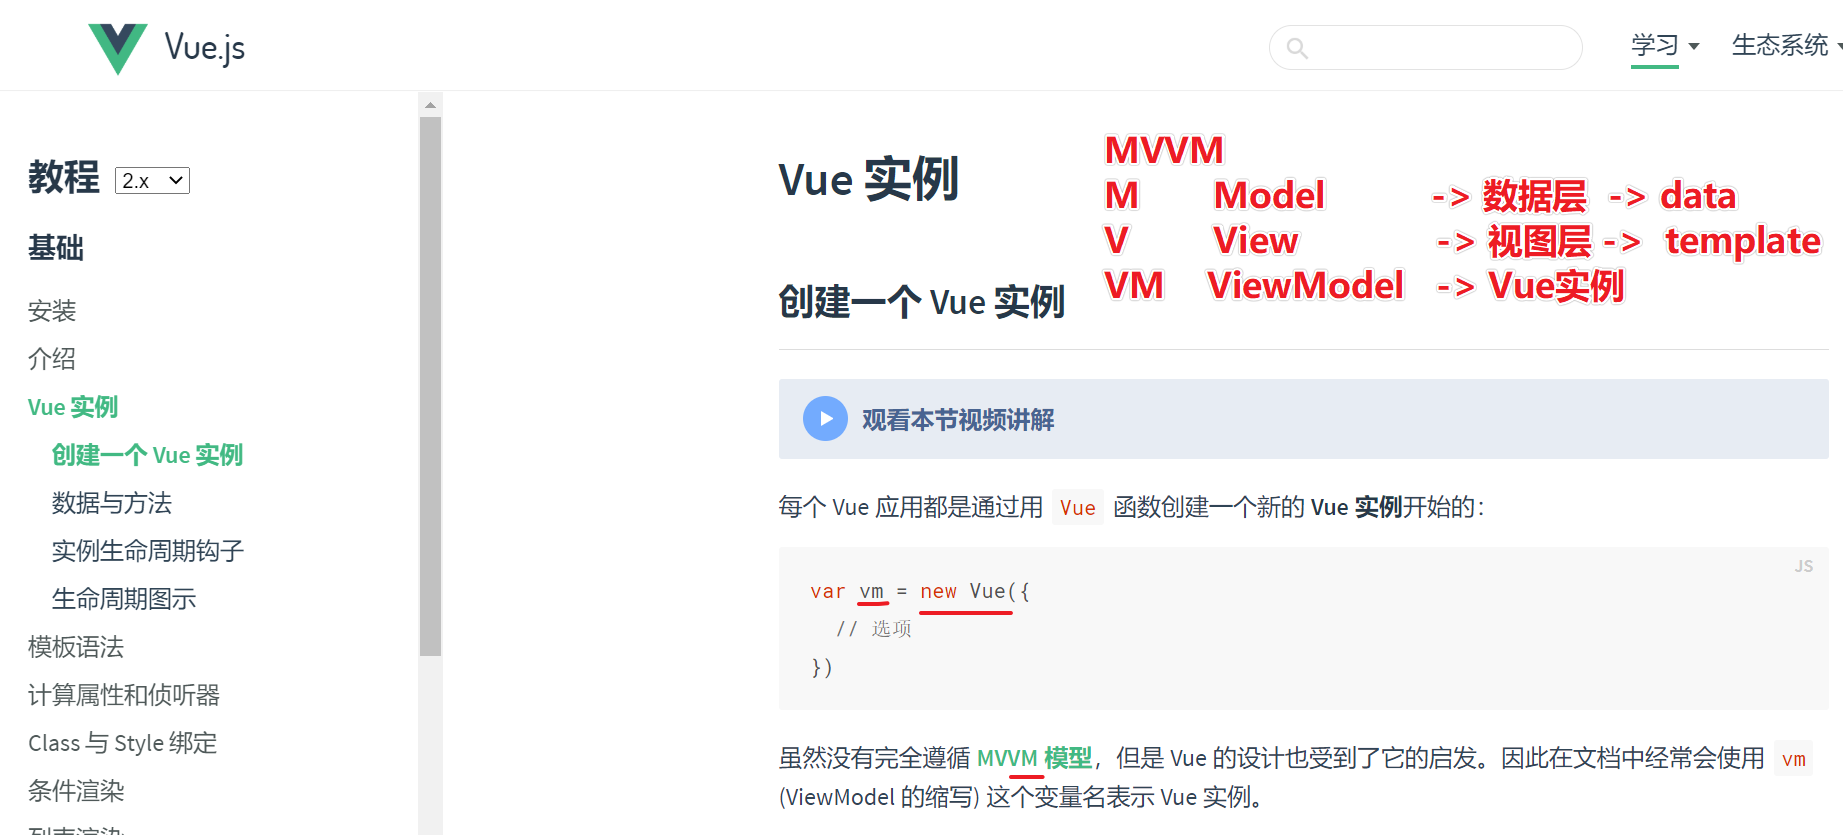 Vue.js
学习
生态系统
教程 2.x
基础
安装
介绍
Vue 实例
创建一个 Vue 实例
数据与方法
实例生命周期钩子
生命周期图示
模板语法
计算属性和侦听器
Class 与 Style 绑定
条件渲染
列表渲染
Vue 实例
MVVM
M Model -> 数据层 -> data
V View -> 视图层 -> template
VM ViewModel -> Vue实例
创建一个 Vue 实例
观看本节视频讲解
每个 Vue 应用都是通过用 Vue 函数创建一个新的 Vue 实例开始的：
JS
var vm = new Vue({
// 选项
})
虽然没有完全遵循 MVVM 模型，但是 Vue 的设计也受到了它的启发。因此在文档中经常会使用 vm
(ViewModel 的缩写) 这个变量名表示 Vue 实例。